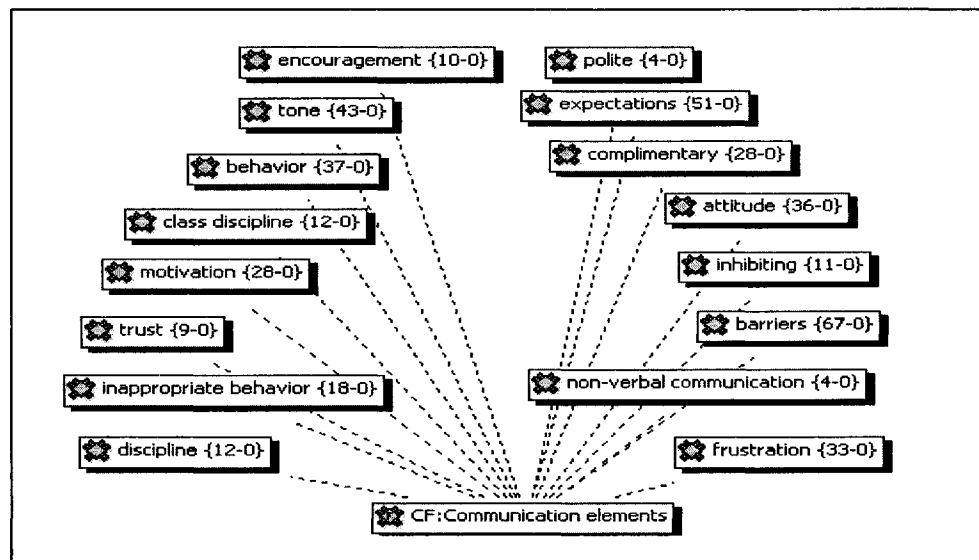 encouragement {10-0}
polite {4-0}
tone {43-0}
expectations {51-0}
behavior {37-0}
complimentary {28-0}
class discipline {12-0}
attitude {36-0}
motivation {28-0}
inhibiting {11-0}
trust {9-0}
barriers {67-0}
inappropriate behavior {18-0}
non-verbal communication {4-0}
discipline {12-0}
frustration {33-0}
CF:Communication elements